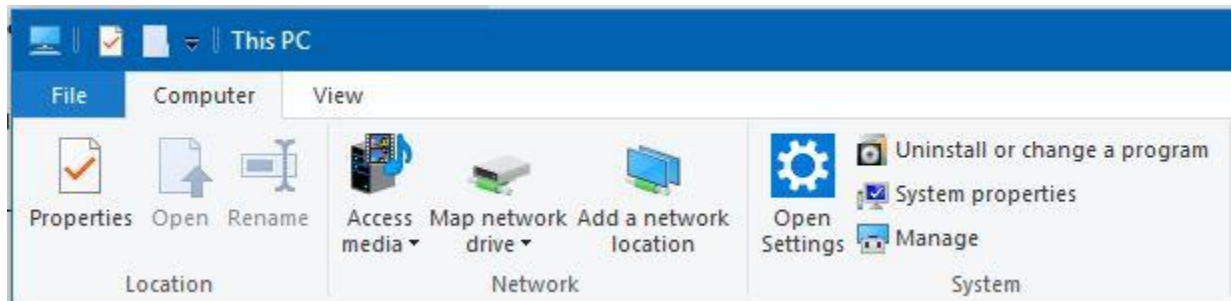 This PC
File Computer View
Properties Open Rename
Access media Map network drive Add a network location
Open Settings
Uninstall or change a program
System properties
Manage
Location Network System